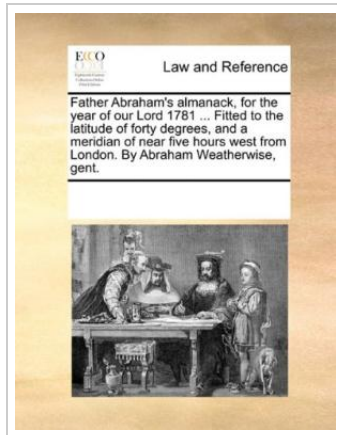 ECCO
Law and Reference
Father Abraham's almanack, for the
year of our Lord 1781 ... Fitted to the
latitude of forty degrees, and a
meridian of near five hours west from
London. By Abraham Weatherwise,
gent.